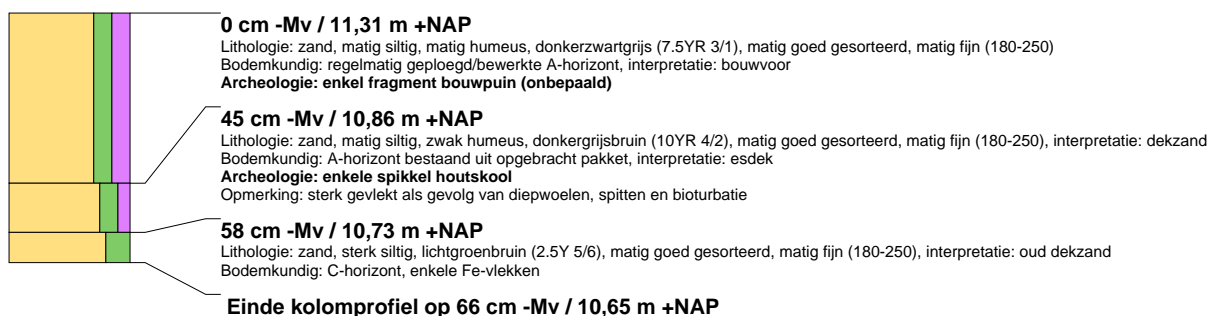 0 cm -Mv / 11,31 m +NAP
Lithologie: zand, matig siltig, matig humeus, donkerzwartgrijs (7.5YR 3/1), matig goed gesorteerd, matig fijn (180-250)
Bodemkundig: regelmatig geploegd/bewerkte A-horizont, interpretatie: bouwvoor
Archeologie: enkel fragment bouwpuin (onbepaald)
45 cm -Mv / 10,86 m +NAP
Lithologie: zand, matig siltig, zwak humeus, donkergrijsbruin (10YR 4/2), matig goed gesorteerd, matig fijn (180-250), interpretatie: dekzand
Bodemkundig: A-horizont bestaand uit opgebracht pakket, interpretatie: esdek
Archeologie: enkele spikkel houtskool
Opmerking: sterk gevlekt als gevolg van diepwoelen, spitten en bioturbatie
58 cm -Mv / 10,73 m +NAP
Lithologie: zand, sterk siltig, lichtgroenbruin (2.5Y 5/6), matig goed gesorteerd, matig fijn (180-250), interpretatie: oud dekzand
Bodemkundig: C-horizont, enkele Fe-vlekken
Einde kolomprofiel op 66 cm -Mv / 10,65 m +NAP